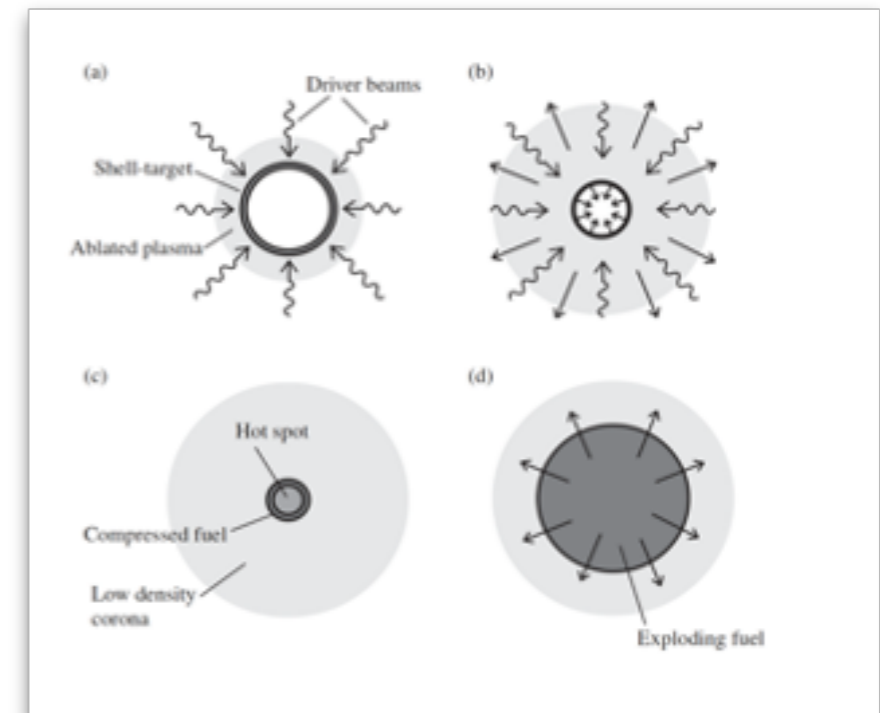 (a)
Driver beams
Shell-target
Ablated plasma
(b)
(c)
Hot spot
Compressed fuel
Low density
corona
(d)
Exploding fuel